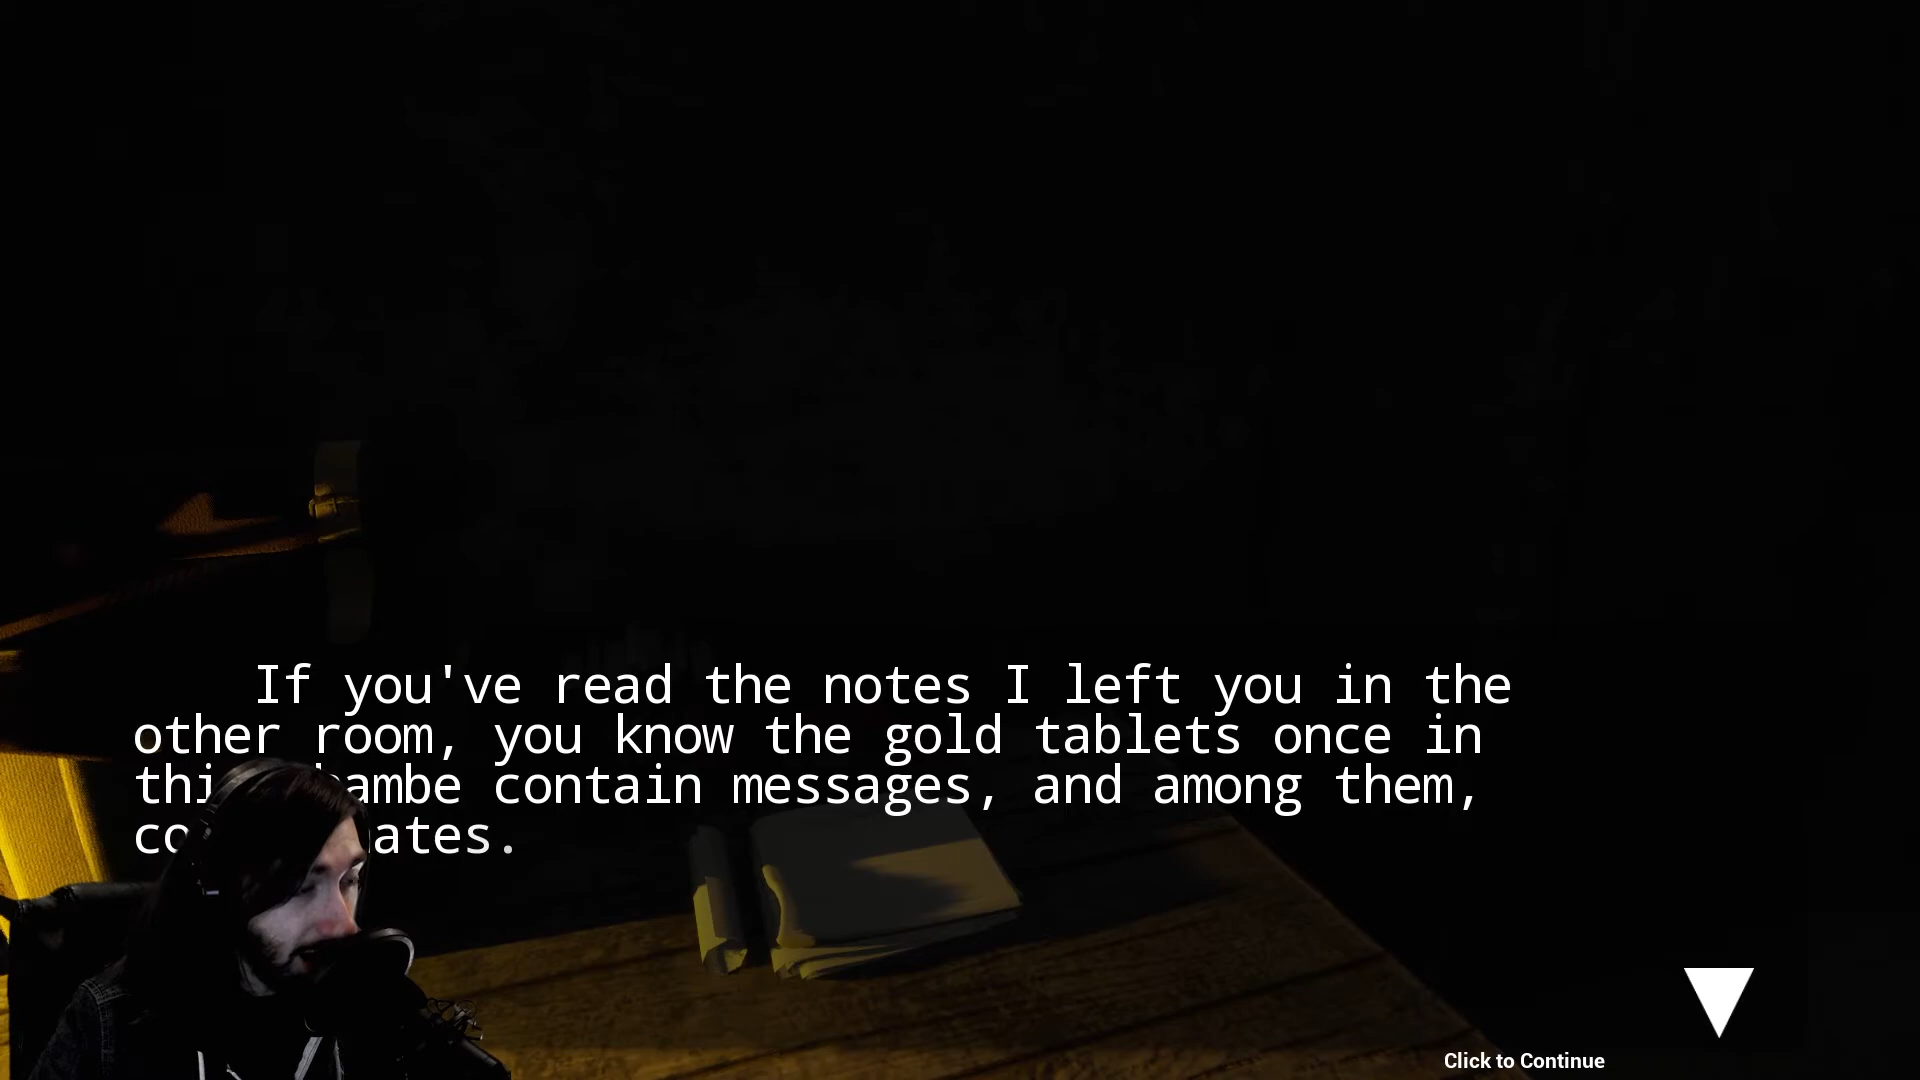 If you've read the notes I left you in the
other room, you know the gold tablets once in
contain messages, and among them,
Click to Continue